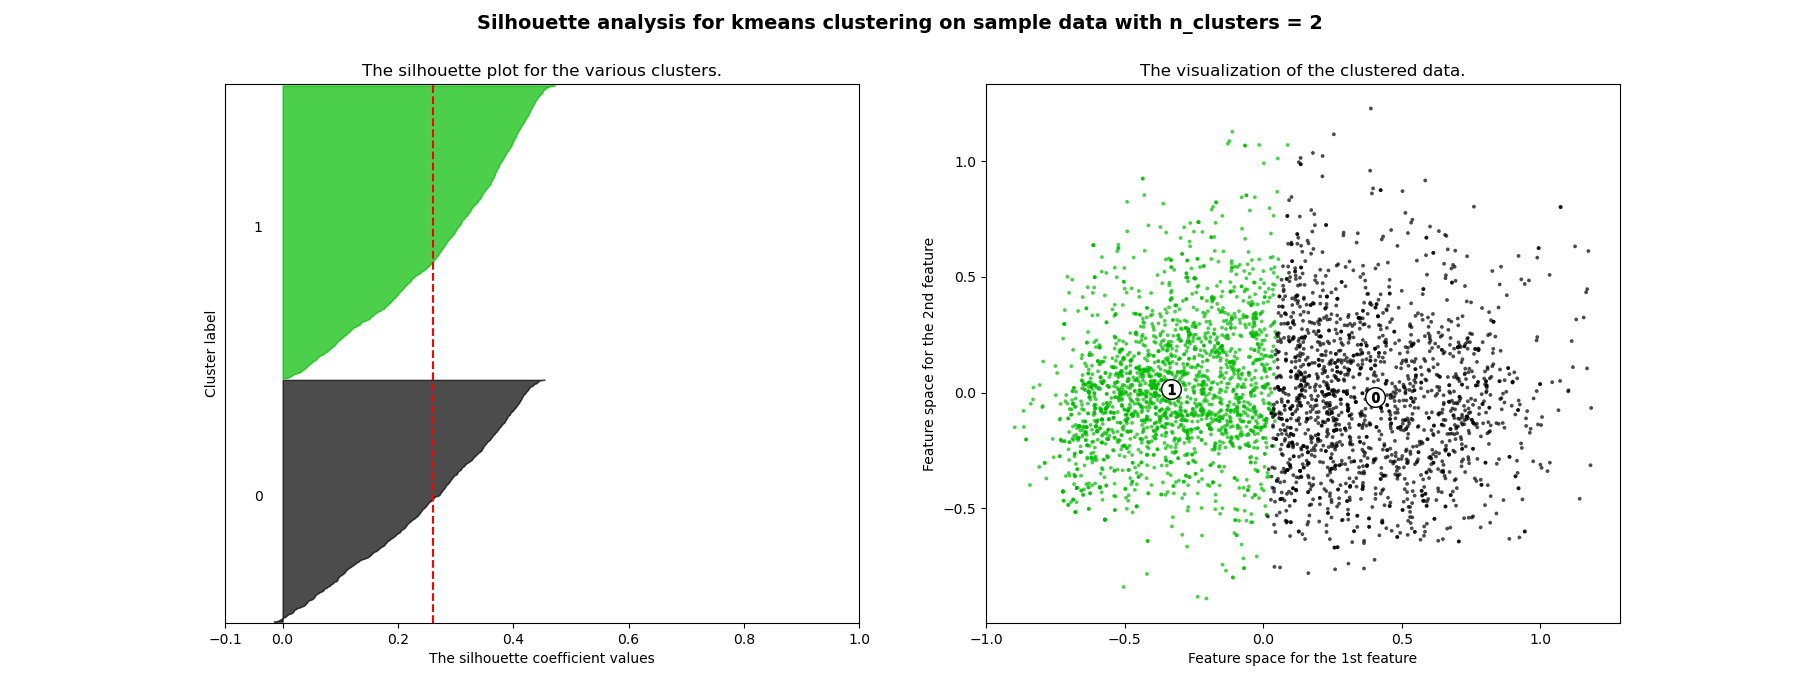 Silhouette analysis for kmeans clustering on sample data with n_clusters = 2
The silhouette plot for the various clusters.
Cluster label
1
0
−0.1 0.0 0.2 0.4 0.6 0.8 1.0
The silhouette coefficient values
The visualization of the clustered data.
Feature space for the 2nd feature
1.0
0.5
0.0
−0.5
1
0
−1.0 −0.5 0.0 0.5 1.0
Feature space for the 1st feature